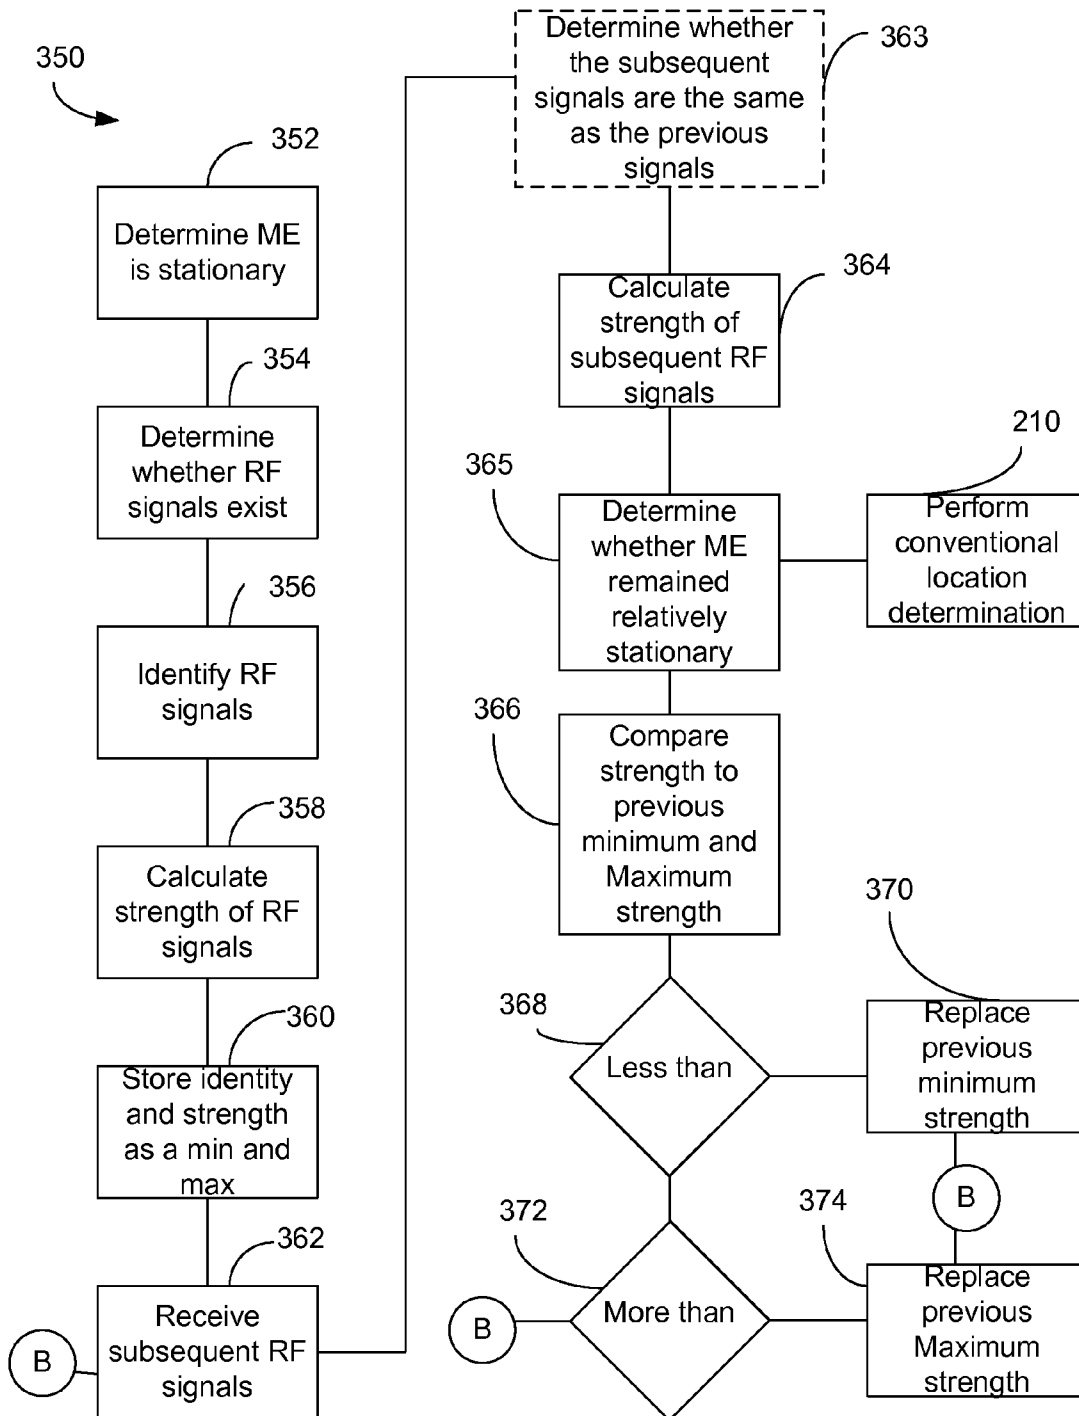 350
352
Determine ME
is stationary
354
Determine
whether RF
signals exist
356
Identify RF
signals
358
Calculate
strength of RF
signals
360
Store identity
and strength
as a min and
max
362
Receive
subsequent RF
signals
B
363
Determine whether
the subsequent
signals are the same
as the previous
signals
364
Calculate
strength of
subsequent RF
signals
365
Determine
whether ME
remained
relatively
stationary
210
Perform
conventional
location
determination
366
Compare
strength to
previous
minimum and
Maximum
strength
368
Less than
370
Replace
previous
minimum
strength
B
372
More than
B
374
Replace
previous
Maximum
strength